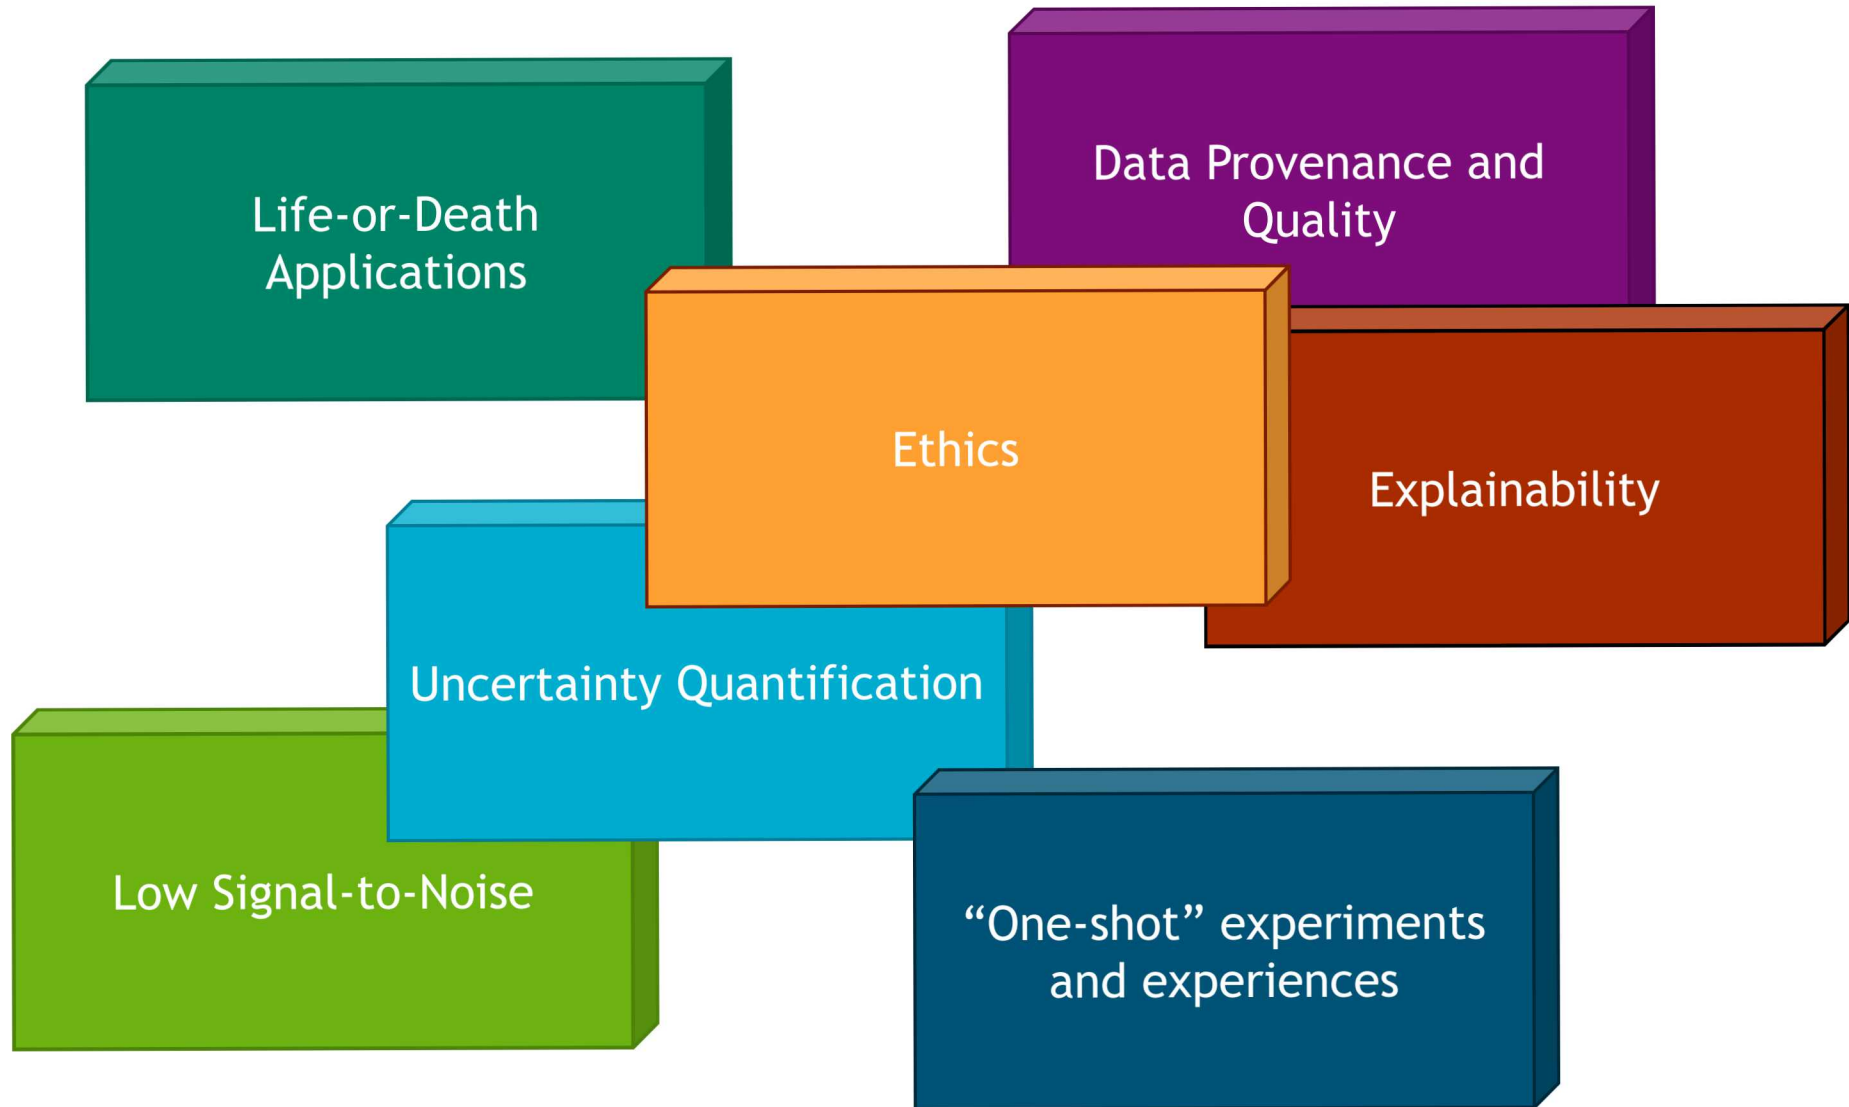 Life-or-Death
Applications
Data Provenance and
Quality
Ethics
Explainability
Uncertainty Quantification
Low Signal-to-Noise
“One-shot” experiments
and experiences